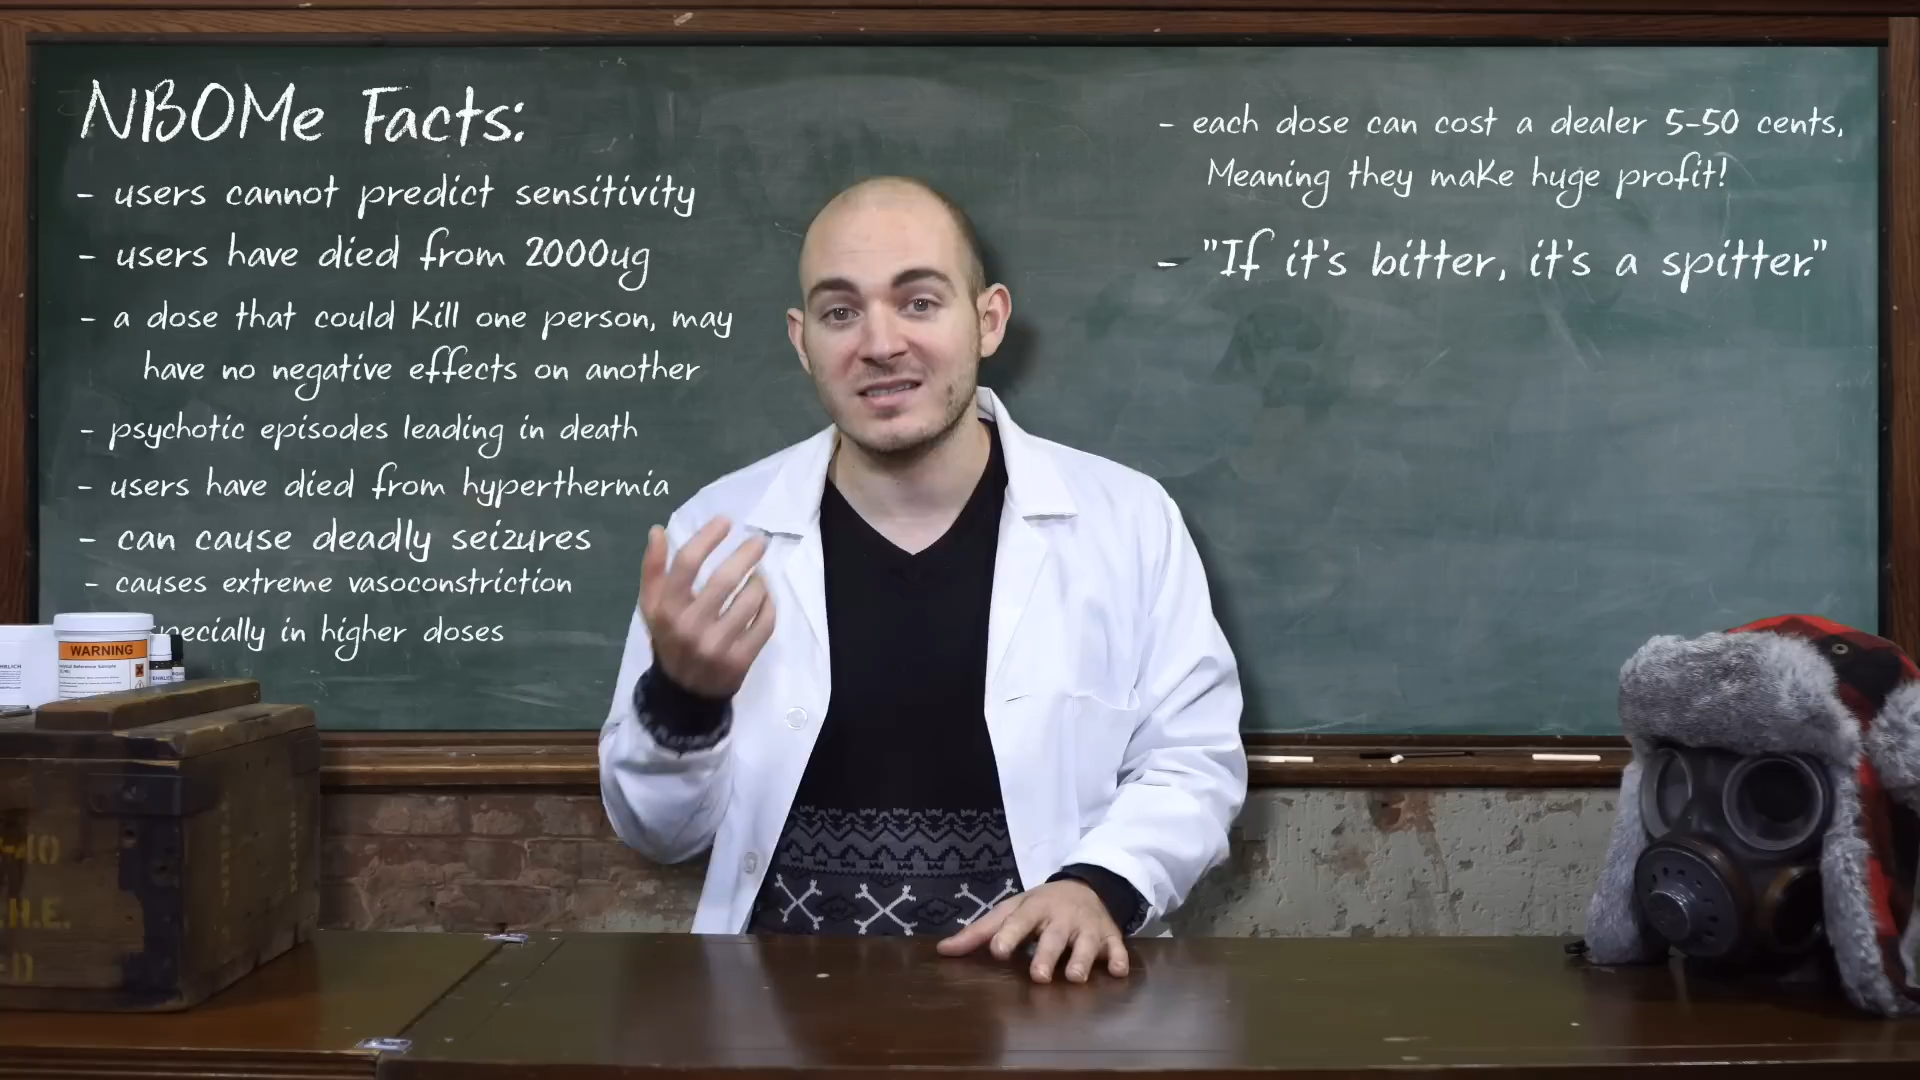 NBOMe Facts:
- users cannot predict sensitivity
- users have died from 2000ug
- a dose that could kill one person, may
have no negative effects on another
- psychotic episodes leading in death
- users have died from hyperthermia
- can cause deadly seizures
- causes extreme vasoconstriction
in higher doses
- each dose can cost a dealer 5-50 cents,
Meaning they make huge profit!
- "If it's bitter, it's a spitter."
WARNING
.H.E.